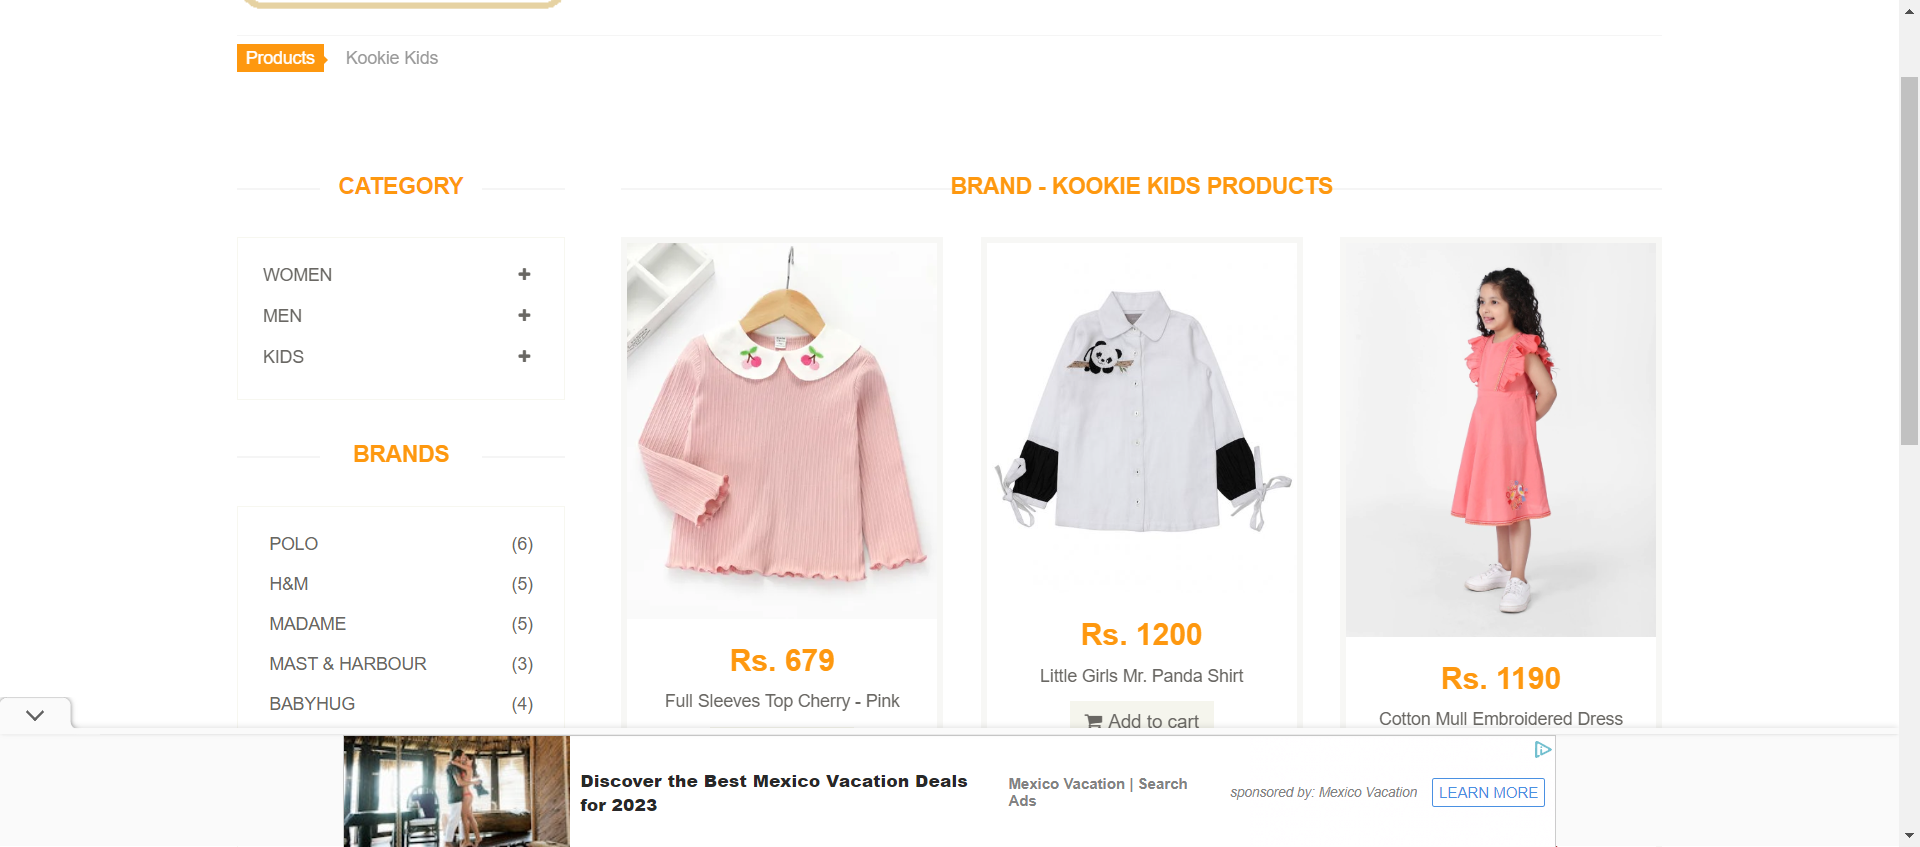 Products
Kookie Kids
CATEGORY
WOMEN
MEN
KIDS
BRANDS
POLO (6)
H&M (5)
MADAME (5)
MAST & HARBOUR (3)
BABYHUG (4)
BRAND - KOOKIE KIDS PRODUCTS
Rs. 679
Full Sleeves Top Cherry - Pink
Rs. 1200
Little Girls Mr. Panda Shirt
Add to cart
Rs. 1190
Cotton Mull Embroidered Dress
Discover the Best Mexico Vacation Deals
for 2023
Mexico Vacation | Search
Ads
sponsored by: Mexico Vacation
LEARN MORE